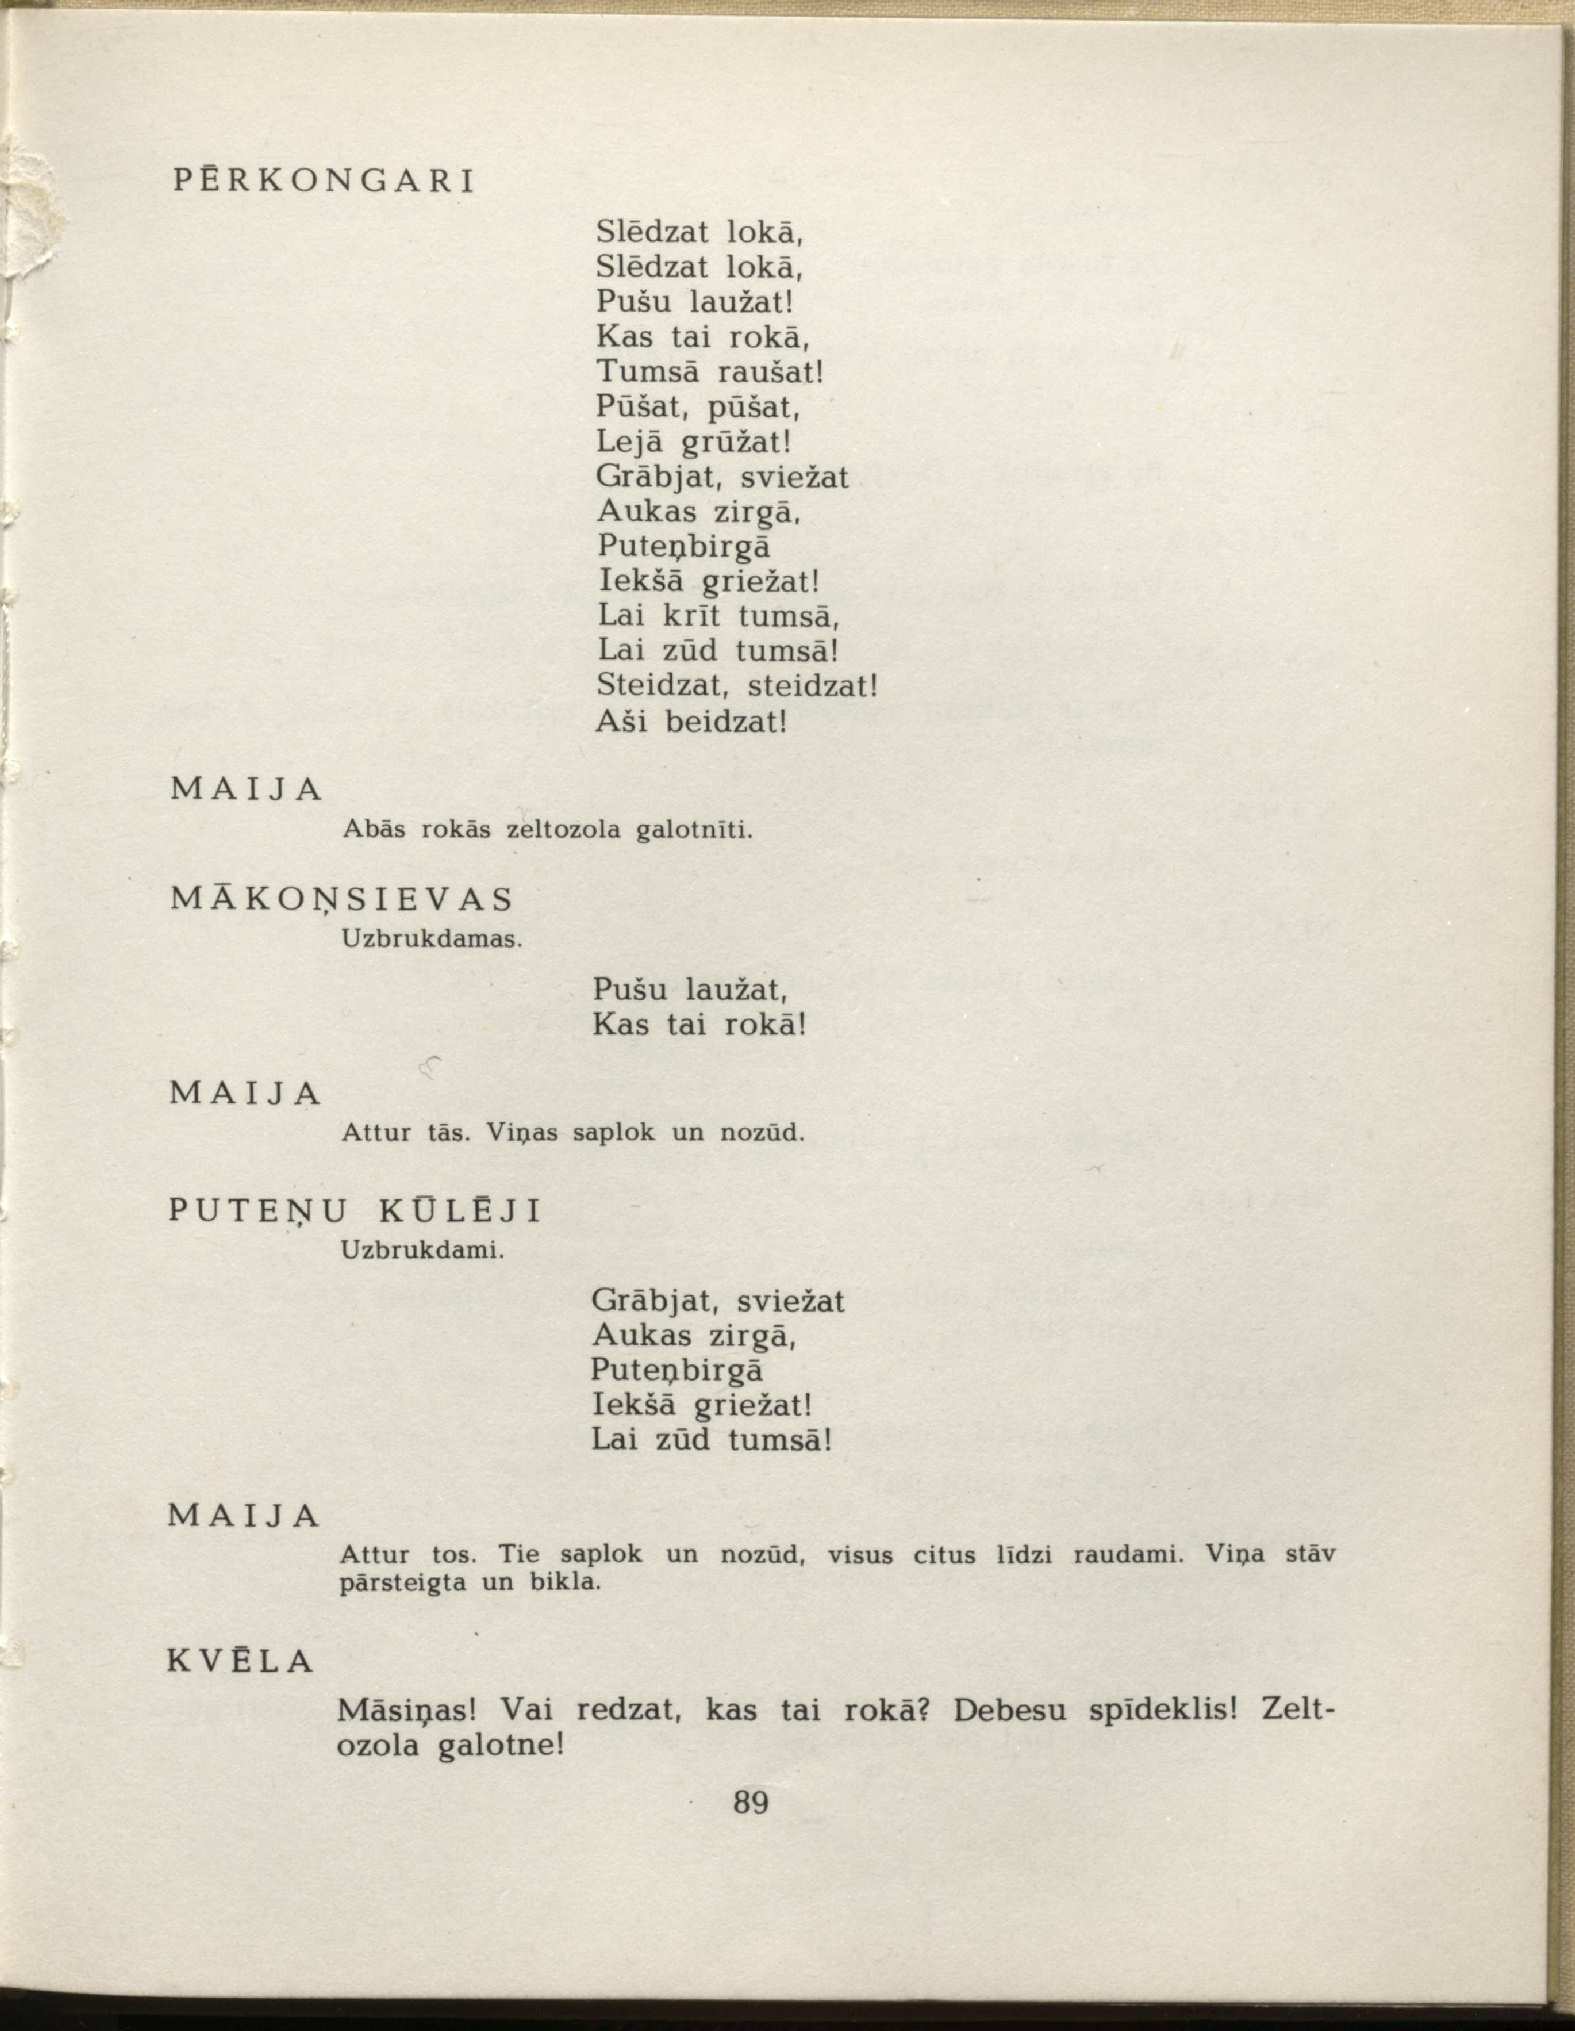 PĒRKONGARI
Slēdzat lokā,
Slēdzat lokā,
Pušu laužat!
Kas tai rokā,
Tumsā raušat!
Pūšat, pūšat,
Lejā grūžat!
Grābjat, sviežat
Aukas zirgā,
Puteņbirgā
Iekšā griežat!
Lai krīt tumsā,
Lai zūd tumsā!
Steidzat, steidzat!
Aši beidzat!
MAIJA
Abās rokās zeltozola galotnīti.
MĀKOŅSIEVAS
Uzbrukdamas.
Pušu laužat,
Kas tai rokā!
MAIJA
Attur tās. Viņas saplok un nozūd.
PUTEŅU KŪLĒJI
Uzbrukdami.
Grābjat, sviežat
Aukas zirgā,
Puteņbirgā
Iekšā griežat!
Lai zūd tumsā!
MAIJA
Attur tos. Tie saplok un nozūd, visus citus līdzi raudami. Viņa stāv
pārsteigta un bikla.
KVĒLA
Māsiņas! Vai redzat, kas tai rokā? Debesu spīdeklis! Zelt-
ozola galotne!
89